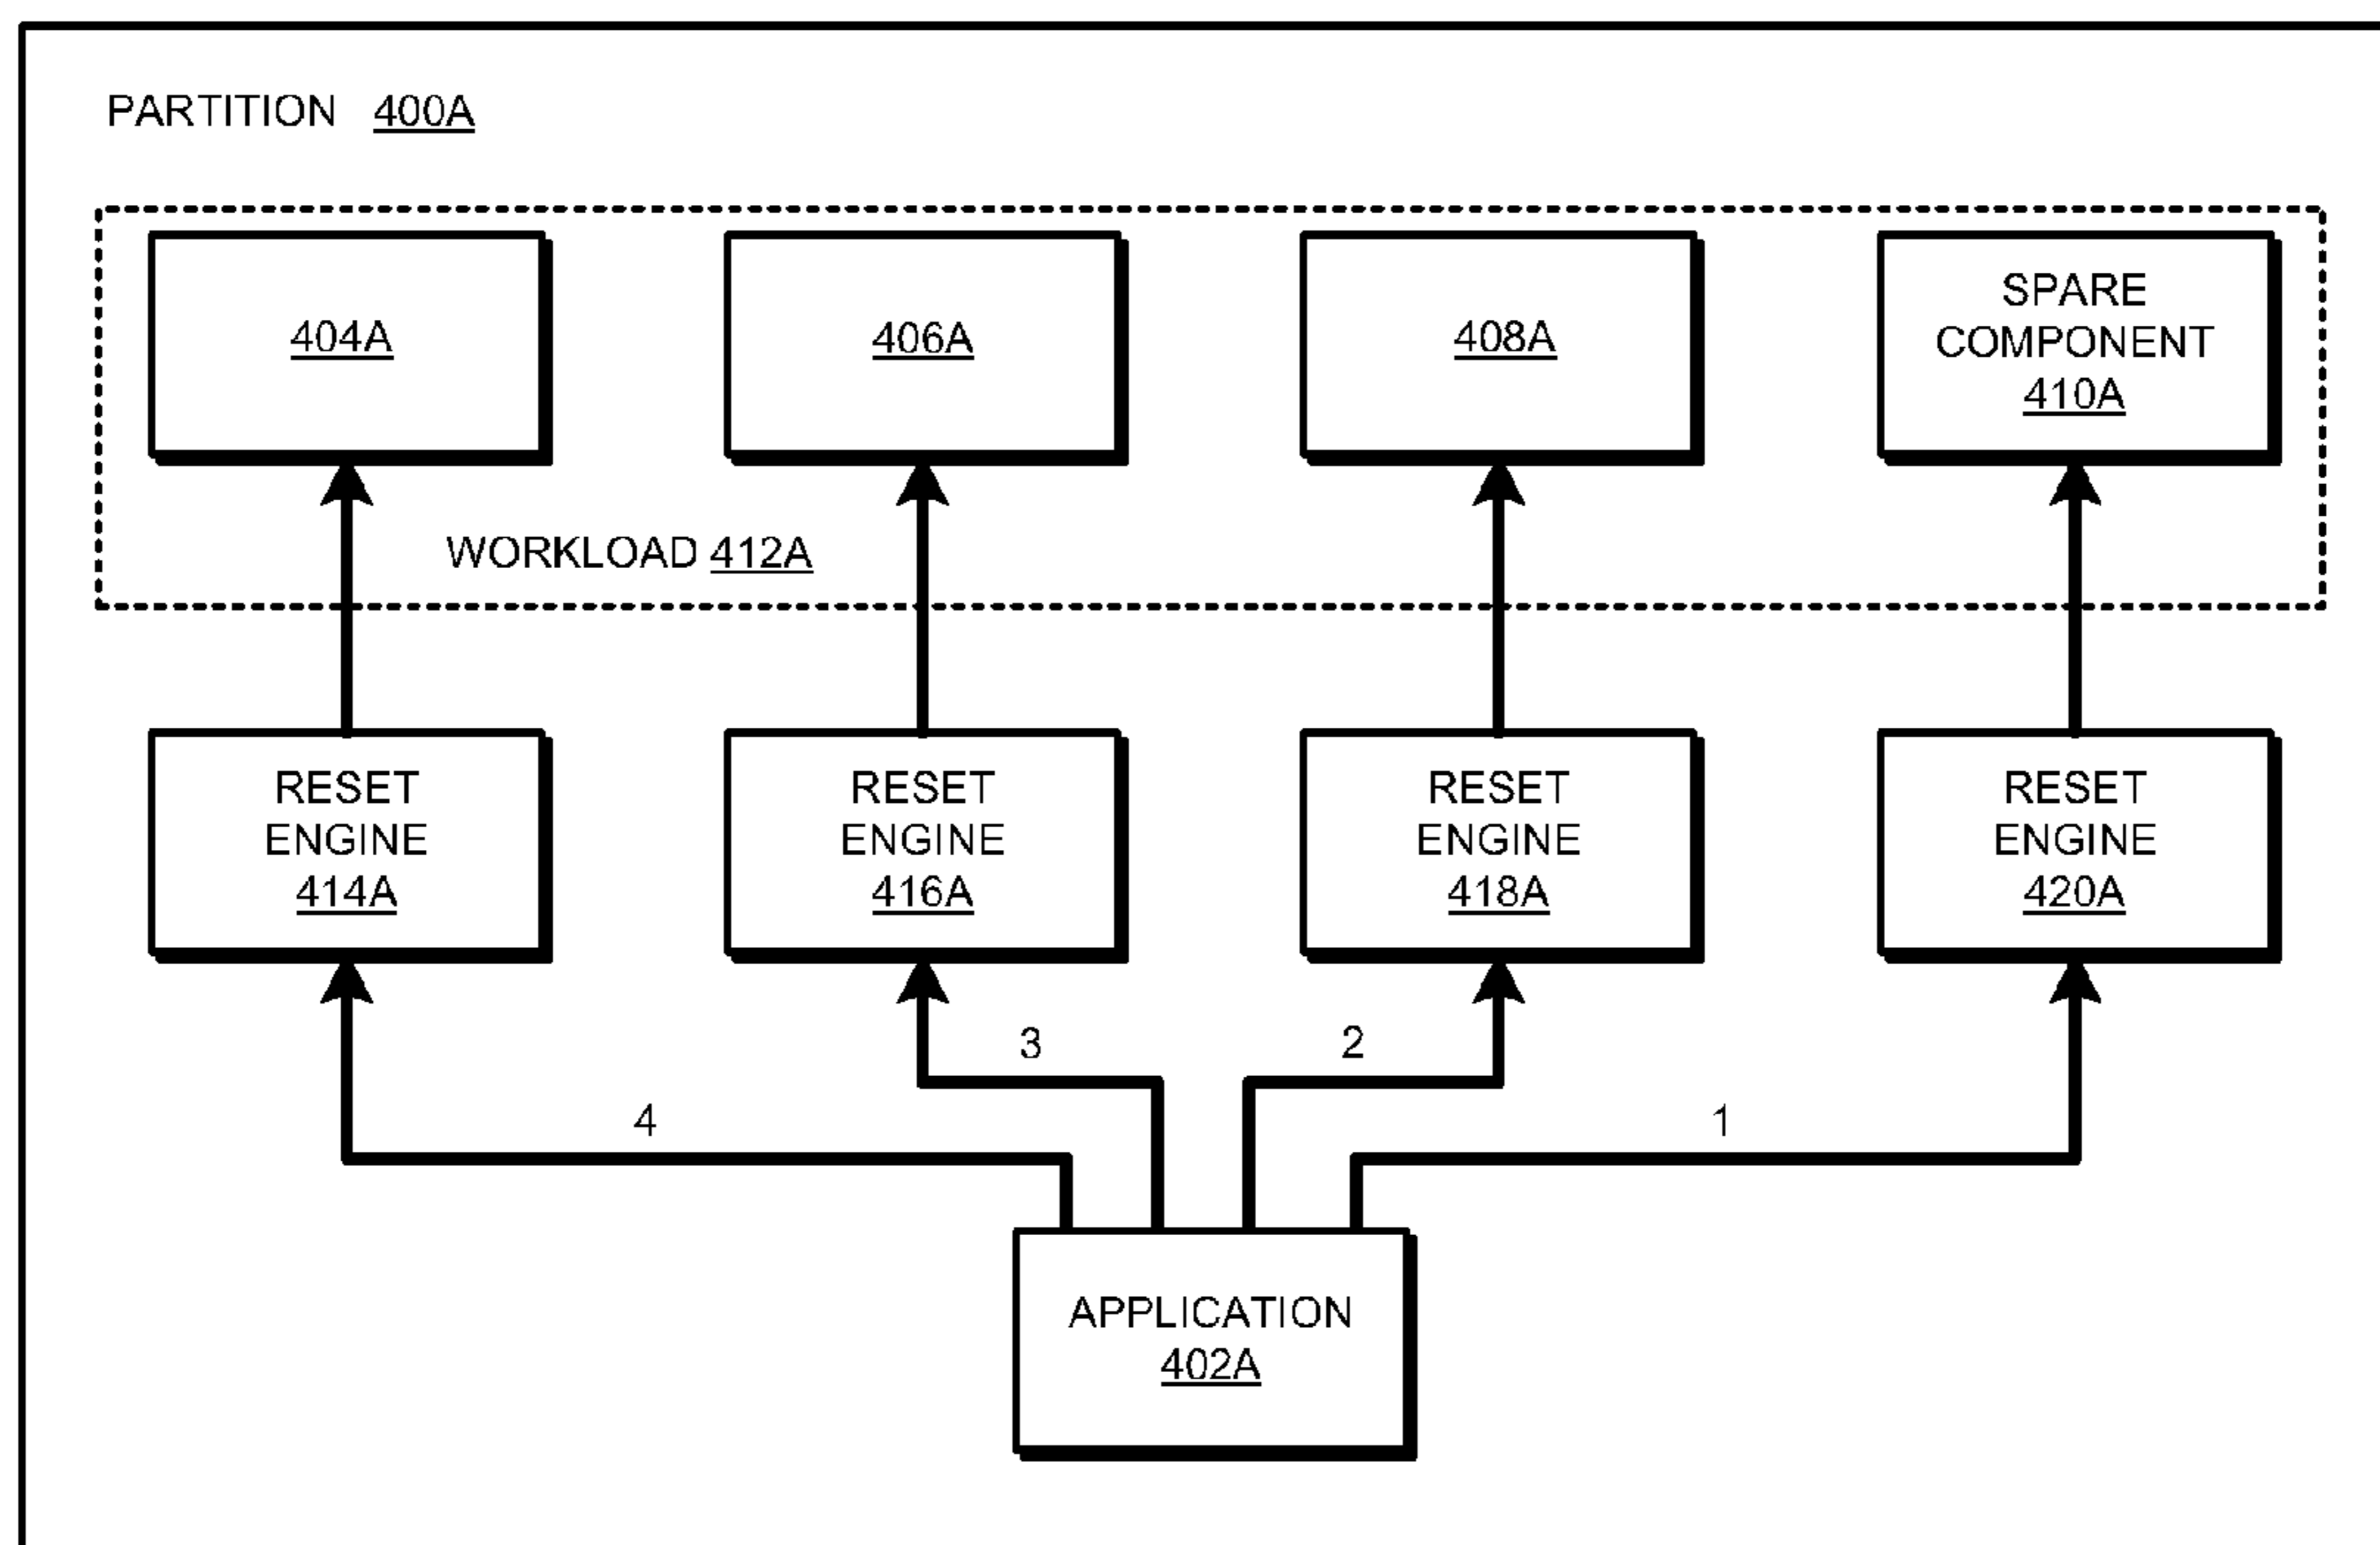 PARTITION 400A
404A
406A
408A
SPARE
COMPONENT
410A
WORKLOAD 412A
RESET
ENGINE
414A
RESET
ENGINE
416A
RESET
ENGINE
418A
RESET
ENGINE
420A
3
2
4
1
APPLICATION
402A